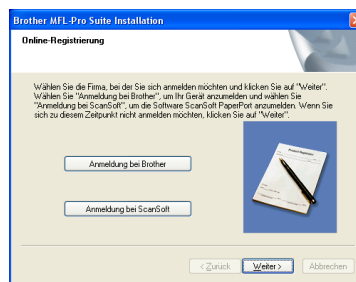 Brother MFL-Pro Suite Installation
Online-Registrierung
Wählen Sie die Firma, bei der Sie sich anmelden möchten und klicken Sie auf "Weiter".
Wählen Sie "Anmeldung bei Brother", um Ihr Gerät anzumelden und wählen Sie
"Anmeldung bei ScanSoft", um die Software ScanSoft PaperPort anzumelden. Wenn Sie
sich zu diesem Zeitpunkt nicht anmelden möchten, klicken Sie auf "Weiter".
Anmeldung bei Brother
Anmeldung bei ScanSoft
< Zurück
Weiter >
Abbrechen